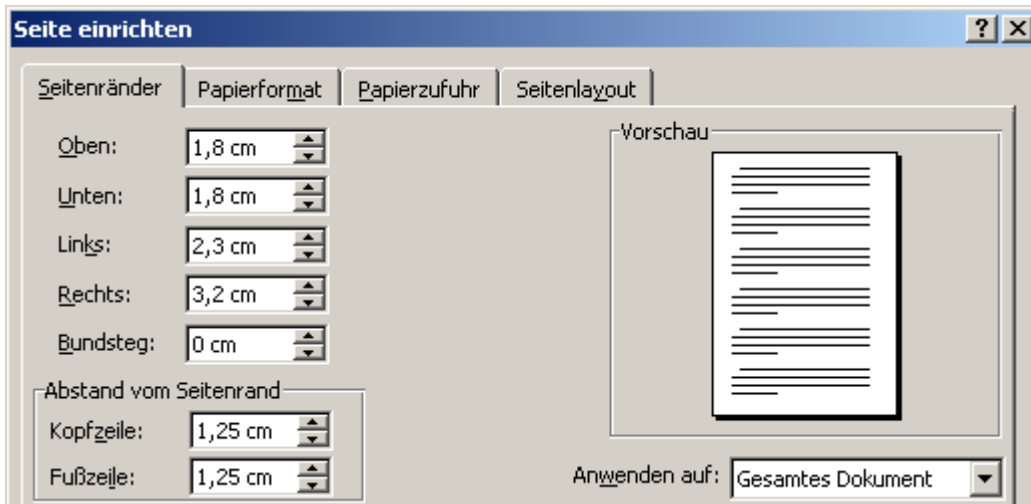 Seite einrichten
Seitenränder Papierformat Papierzufuhr Seitenlayout
Oben: 1,8 cm
Unten: 1,8 cm
Links: 2,3 cm
Rechts: 3,2 cm
Bundsteg: 0 cm
Abstand vom Seitenrand
Kopfzeile: 1,25 cm
Fußzeile: 1,25 cm
Vorschau
Anwenden auf: Gesamtes Dokument